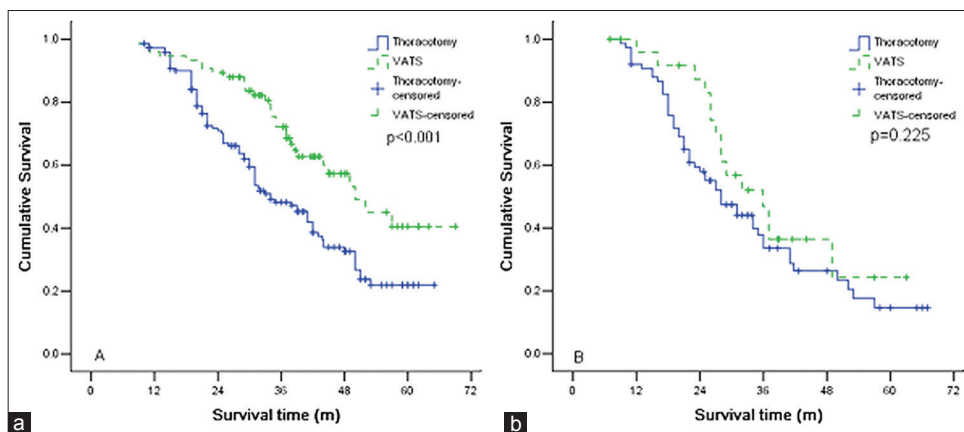 Cumulative Survival
1.0
0.8
0.6
0.4
0.2
0.0
0 12 24 36 48 60 72
Survival time (m)
Thoracotomy
VATS
Thoracotomy-
censored
VATS-censored
p<0.001
A
a
Cumulative Survival
1.0
0.8
0.6
0.4
0.2
0.0
0 12 24 36 48 60 72
Survival time (m)
Thoracotomy
VATS
Thoracotomy-
censored
VATS-censored
p=0.225
B
b